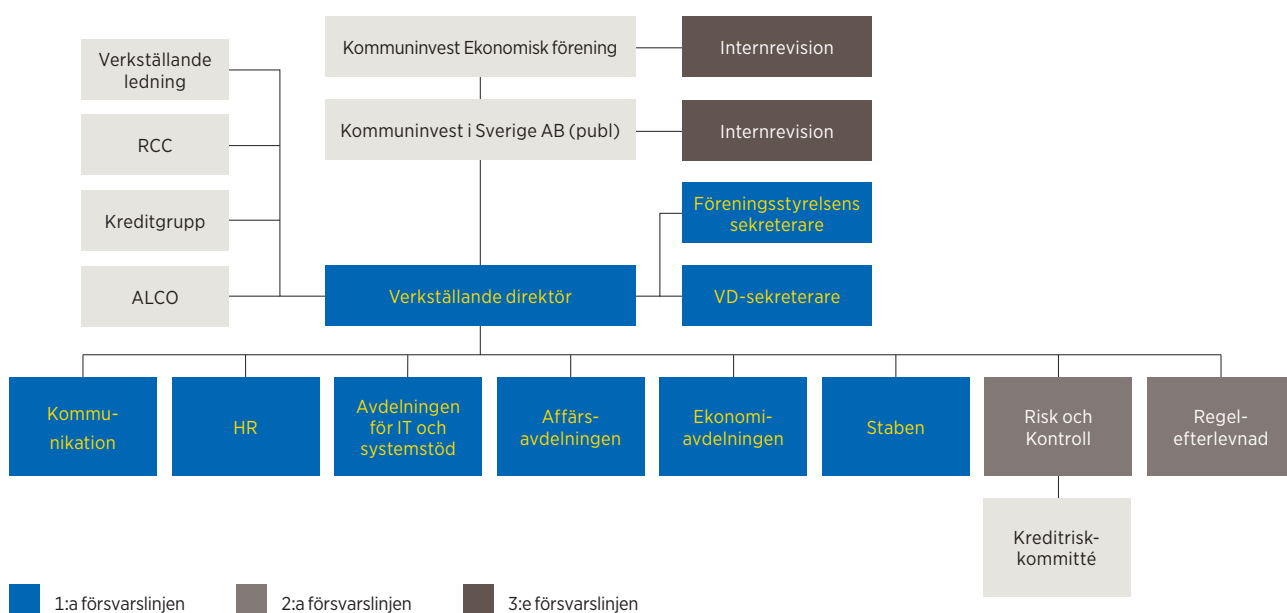 Verkställande
ledning
Kommuninvest Ekonomisk förening
Internrevision
RCC
Kommuninvest i Sverige AB (publ)
Internrevision
Kreditgrupp
Föreningsstyrelsens
sekreterare
ALCO
Verkställande direktör
VD-sekreterare
Kommu-
nikation
HR
Avdelningen
för IT och
systemstöd
Affärs-
avdelningen
Ekonomi-
avdelningen
Staben
Risk och
Kontroll
Regel-
efterlevnad
Kreditrisk-
kommitté
1:a försvarslinjen
2:a försvarslinjen
3:e försvarslinjen